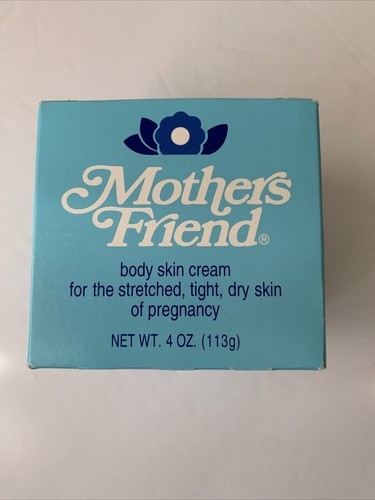 Mothers
Friend®
body skin cream
for the stretched, tight, dry skin
of pregnancy
NET WT. 4 OZ. (113g)